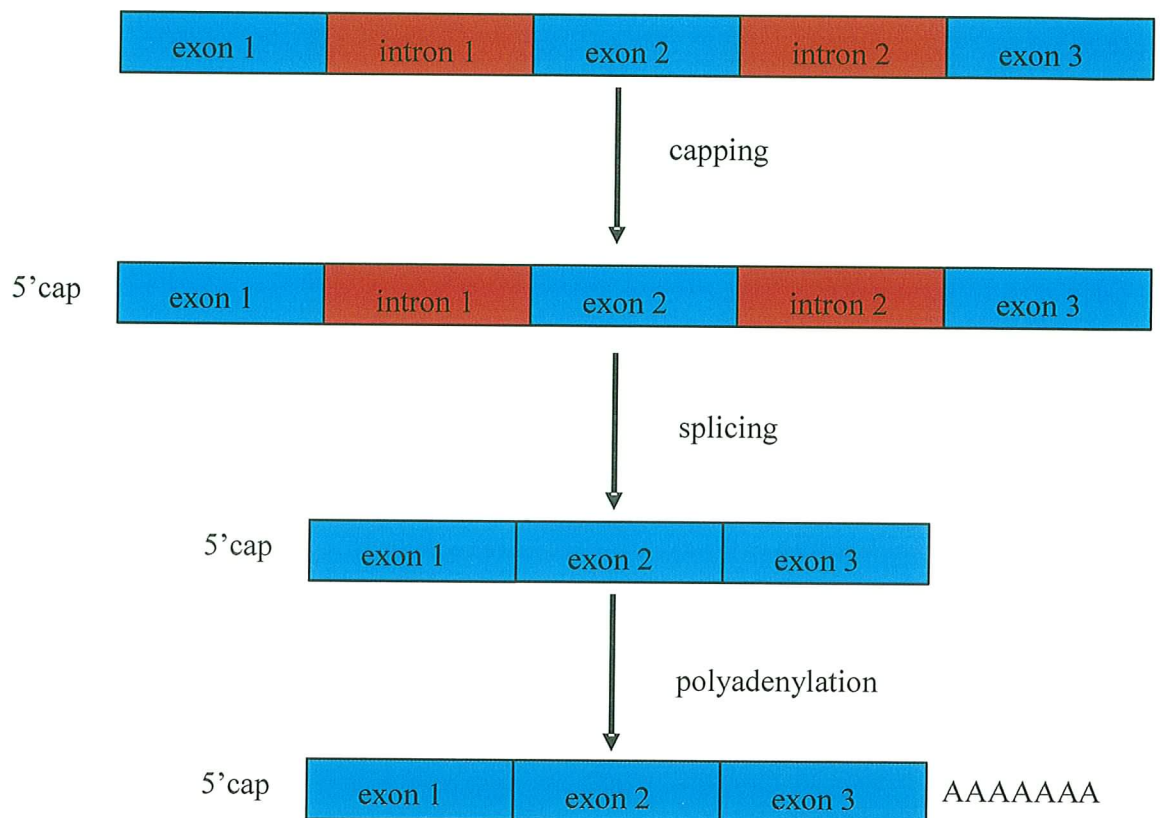 exon 1 intron 1 exon 2 intron 2 exon 3
capping
5’cap exon 1 intron 1 exon 2 intron 2 exon 3
splicing
5’cap exon 1 exon 2 exon 3
polyadenylation
5’cap exon 1 exon 2 exon 3 AAAAAAA